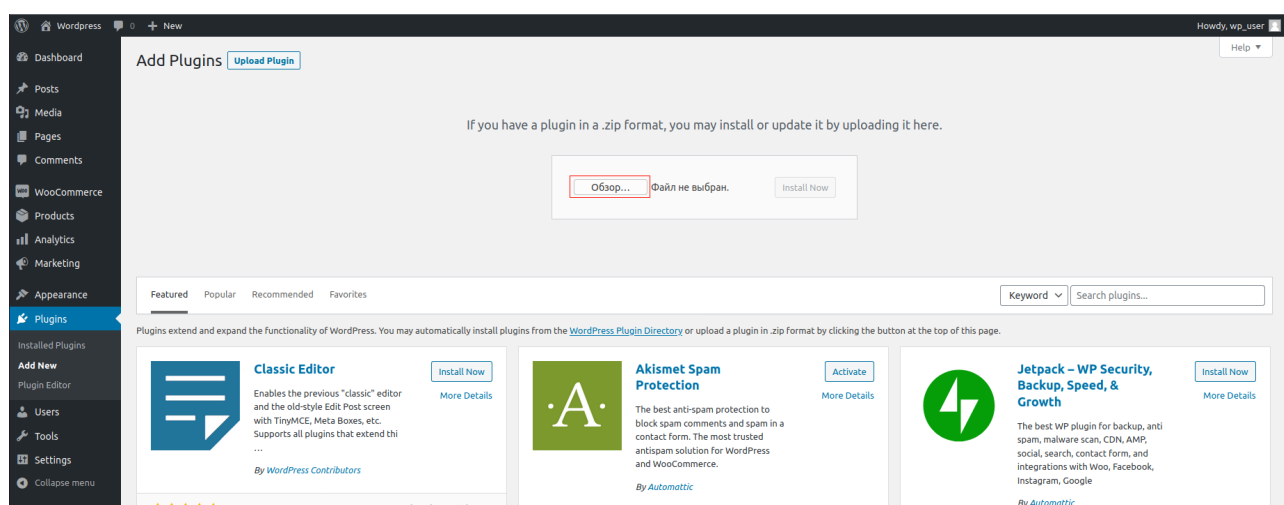 Wordpress 0 + New Howdy, wp_user
Help ▼
Dashboard
Posts
Media
Pages
Comments
WooCommerce
Products
Analytics
Marketing
Appearance
Plugins
Installed Plugins
Add New
Plugin Editor
Users
Tools
Settings
Collapse menu
Add Plugins Upload Plugin
If you have a plugin in a .zip format, you may install or update it by uploading it here.
Обзор... Файл не выбран. Install Now
Featured Popular Recommended Favorites Keyword Search plugins...
Plugins extend and expand the functionality of WordPress. You may automatically install plugins from the WordPress Plugin Directory or upload a plugin in .zip format by clicking the button at the top of this page.
Classic Editor
Install Now
More Details
Enables the previous "classic" editor
and the old-style Edit Post screen
with TinyMCE, Meta Boxes, etc.
Supports all plugins that extend thi
...
By WordPress Contributors
·A·
Akismet Spam
Protection
Activate
More Details
The best anti-spam protection to
block spam comments and spam in a
contact form. The most trusted
antispam solution for WordPress
and WooCommerce.
By Automattic
Jetpack – WP Security,
Backup, Speed, &
Growth
Install Now
More Details
The best WP plugin for backup, anti
spam, malware scan, CDN, AMP,
social, search, contact form, and
integrations with Woo, Facebook,
Instagram, Google
By Automattic